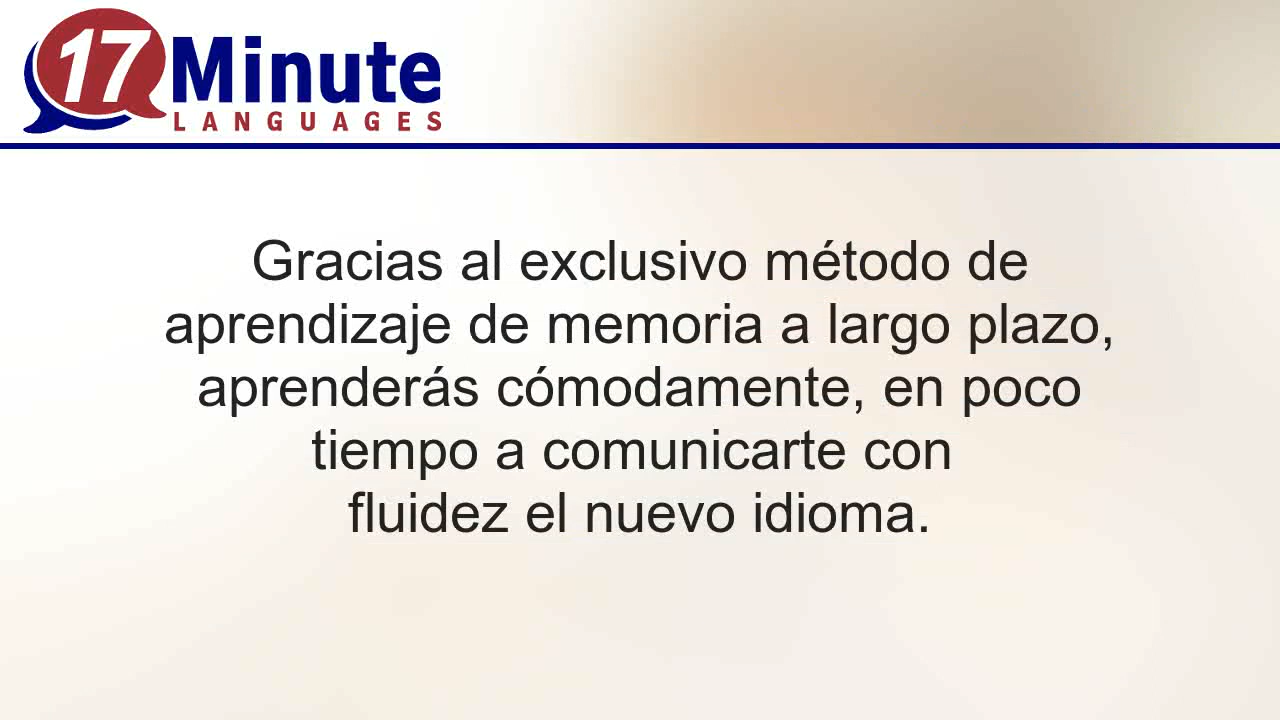 17 Minute
LANGUAGES
Gracias al exclusivo método de
aprendizaje de memoria a largo plazo,
aprenderás cómodamente, en poco
tiempo a comunicarte con
fluidez el nuevo idioma.